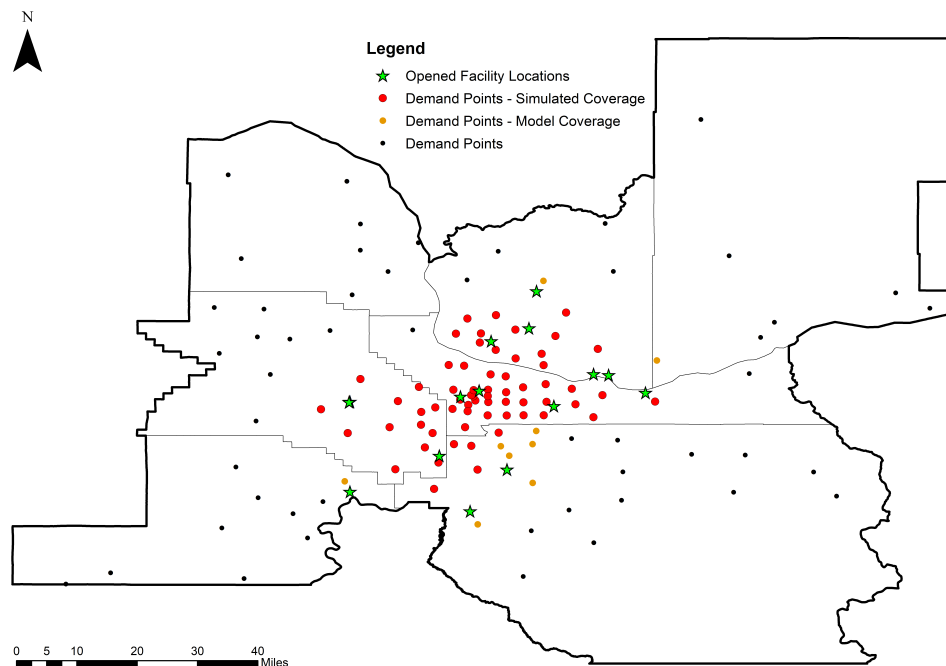 N
Legend
Opened Facility Locations
Demand Points - Simulated Coverage
Demand Points - Model Coverage
Demand Points
0 5 10 20 30 40
Miles